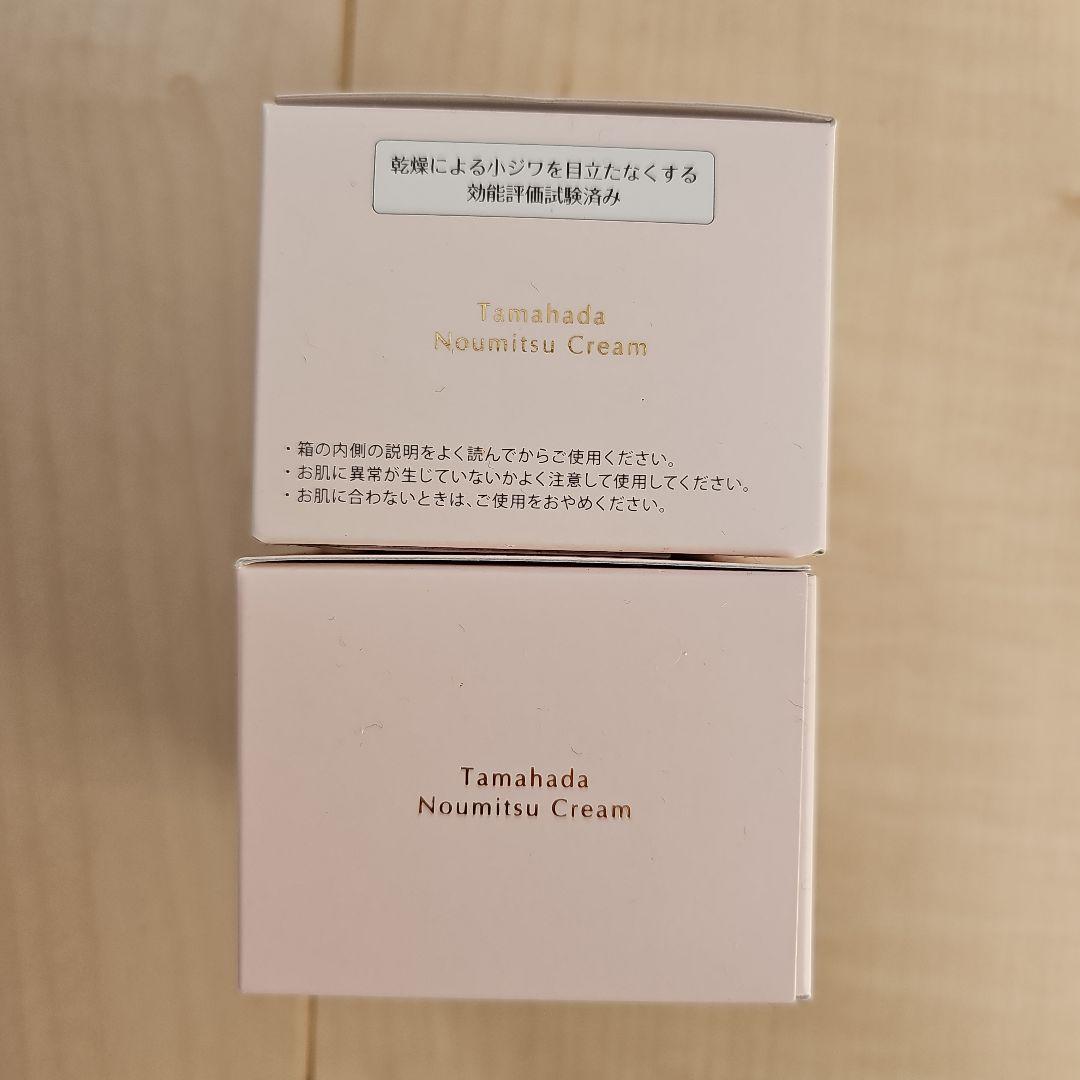 乾燥による小ジワを目立たなくする
効能評価試験済み
Tamahada
Noumitsu Cream
・箱の内側の説明をよく読んでからご使用ください。
・お肌に異常が生じていないかよく注意して使用してください。
・お肌に合わないときは、ご使用をおやめください。
Tamahada
Noumitsu Cream